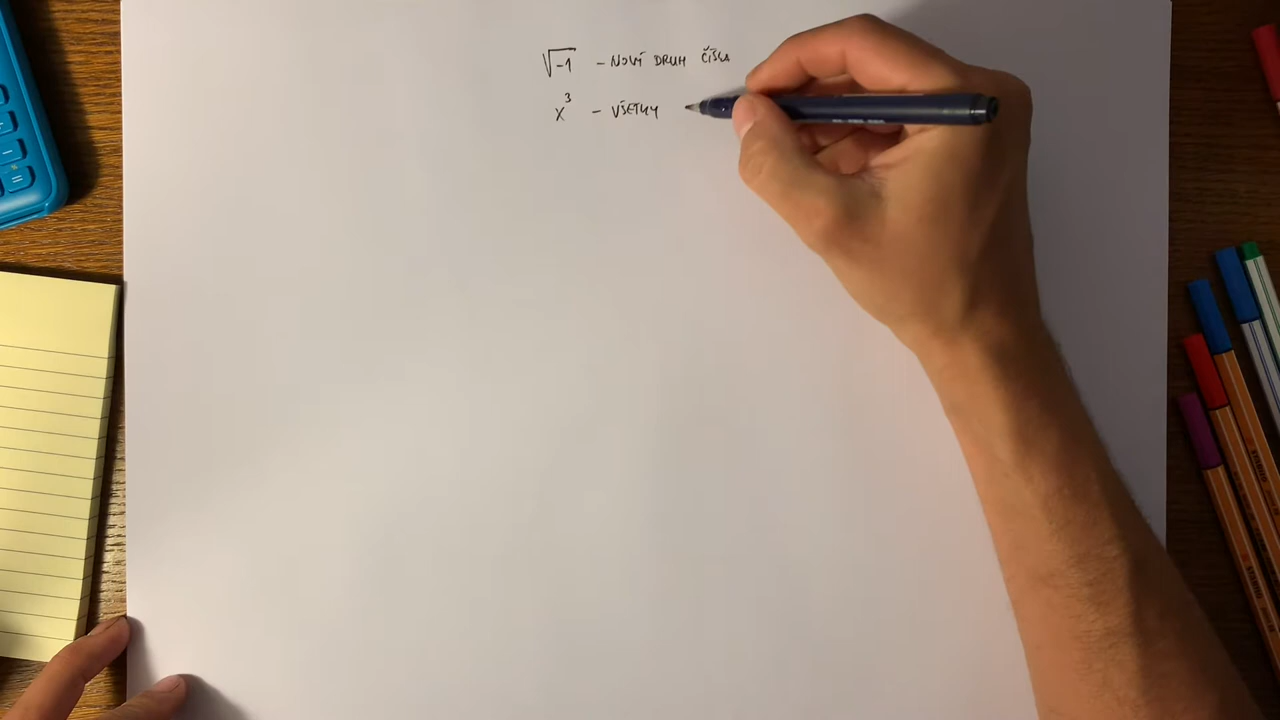 √-1 - NOVÝ DRUH ČÍSLA
x³ - VŠETKY